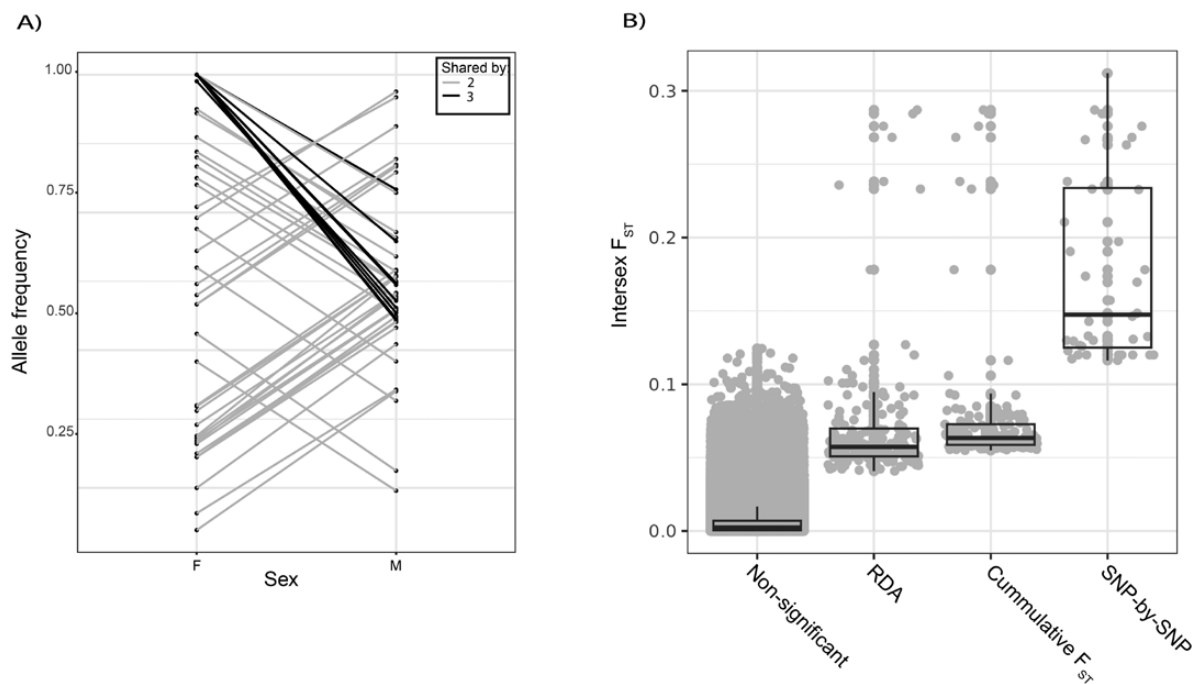 A)
Allele frequency
1.00
0.75
0.50
0.25
Shared by:
2
3
F
M
Sex
B)
Intersex FST
0.3
0.2
0.1
0.0
Non-significant
RDA
Cummulative FST
SNP-by-SNP